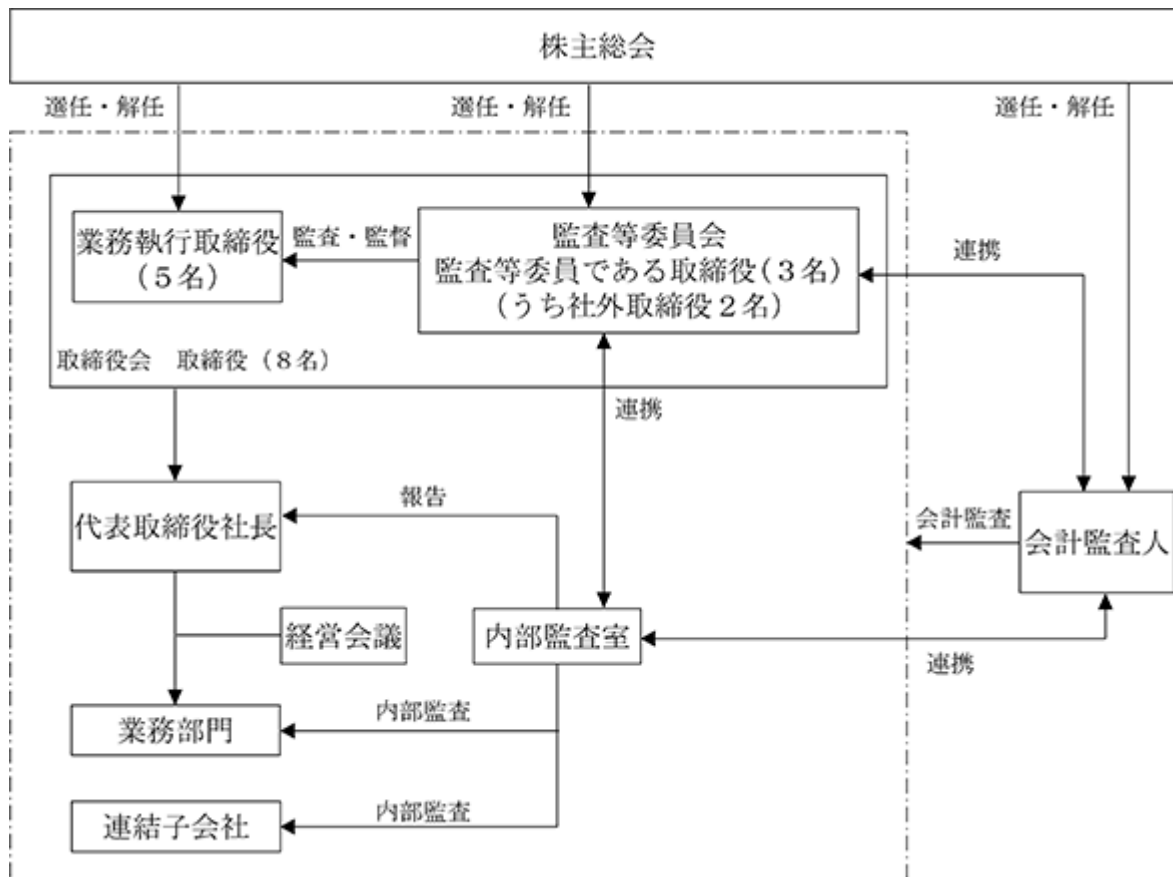 株主総会
選任・解任
選任・解任
選任・解任
業務執行取締役
(5名)
監査・監督
監査等委員会
監査等委員である取締役(3名)
(うち社外取締役2名)
連携
取締役会　取締役(8名)
連携
代表取締役社長
報告
会計監査
会計監査人
経営会議
内部監査室
連携
業務部門
内部監査
連結子会社
内部監査